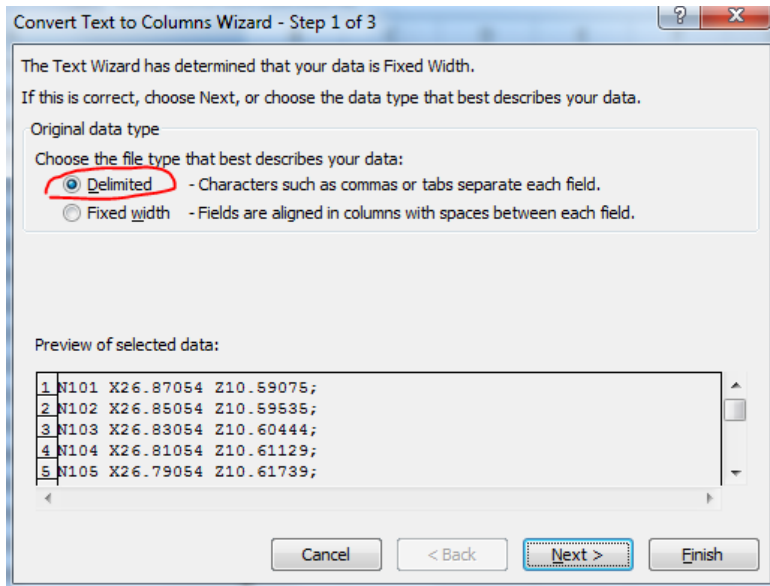 Convert Text to Columns Wizard - Step 1 of 3
The Text Wizard has determined that your data is Fixed Width.
If this is correct, choose Next, or choose the data type that best describes your data.
Original data type
Choose the file type that best describes your data:
Delimited - Characters such as commas or tabs separate each field.
Fixed width - Fields are aligned in columns with spaces between each field.
Preview of selected data:
1 N101 X26.87054 Z10.59075;
2 N102 X26.85054 Z10.59535;
3 N103 X26.83054 Z10.60444;
4 N104 X26.81054 Z10.61129;
5 N105 X26.79054 Z10.61739;
Cancel < Back Next > Finish